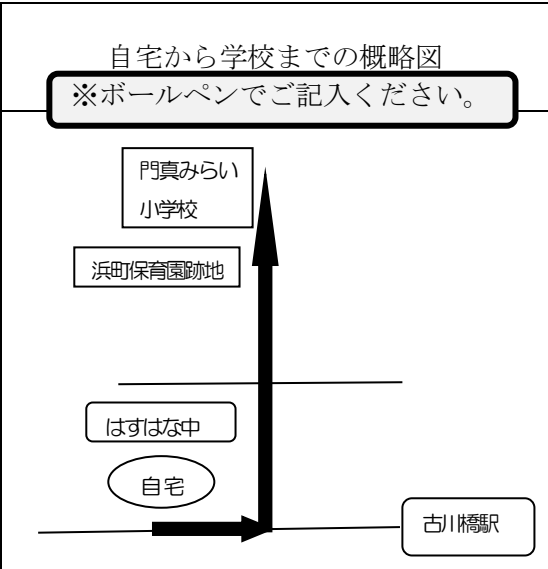 自宅から学校までの概略図
※ボールペンでご記入ください。
門真みらい
小学校
浜町保育園跡地
はすはな中
自宅
古川橋駅